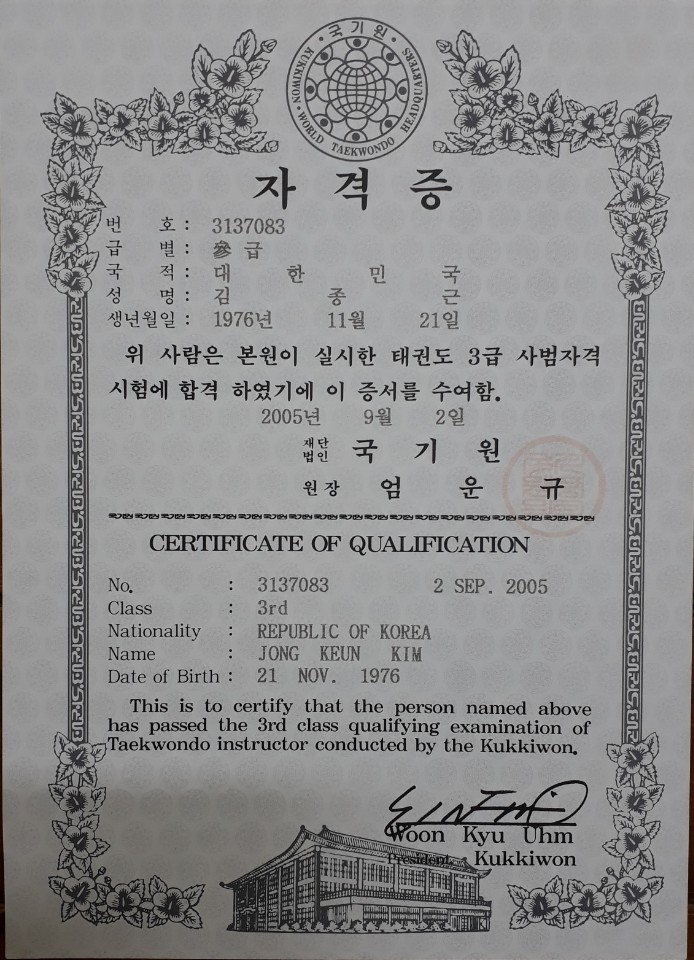 ·국기원·
KUKKIWON·WORLD TAEKWONDO HEADQUARTERS
자격증
번 호 : 3137083
급 별 : 參급
국 적 : 대 한 민 국
성 명 : 김 종 근
생년월일 : 1976년 11월 21일
위 사람은 본원이 실시한 태권도 3급 사범자격
시험에 합격 하였기에 이 증서를 수여함.
2005년 9월 2일
재단법인 국 기 원
원장 엄 운 규
CERTIFICATE OF QUALIFICATION
No. : 3137083 2 SEP. 2005
Class : 3rd
Nationality : REPUBLIC OF KOREA
Name : JONG KEUN KIM
Date of Birth : 21 NOV. 1976
This is to certify that the person named above
has passed the 3rd class qualifying examination of
Taekwondo instructor conducted by the Kukkiwon.
Woon Kyu Uhm
President, Kukkiwon